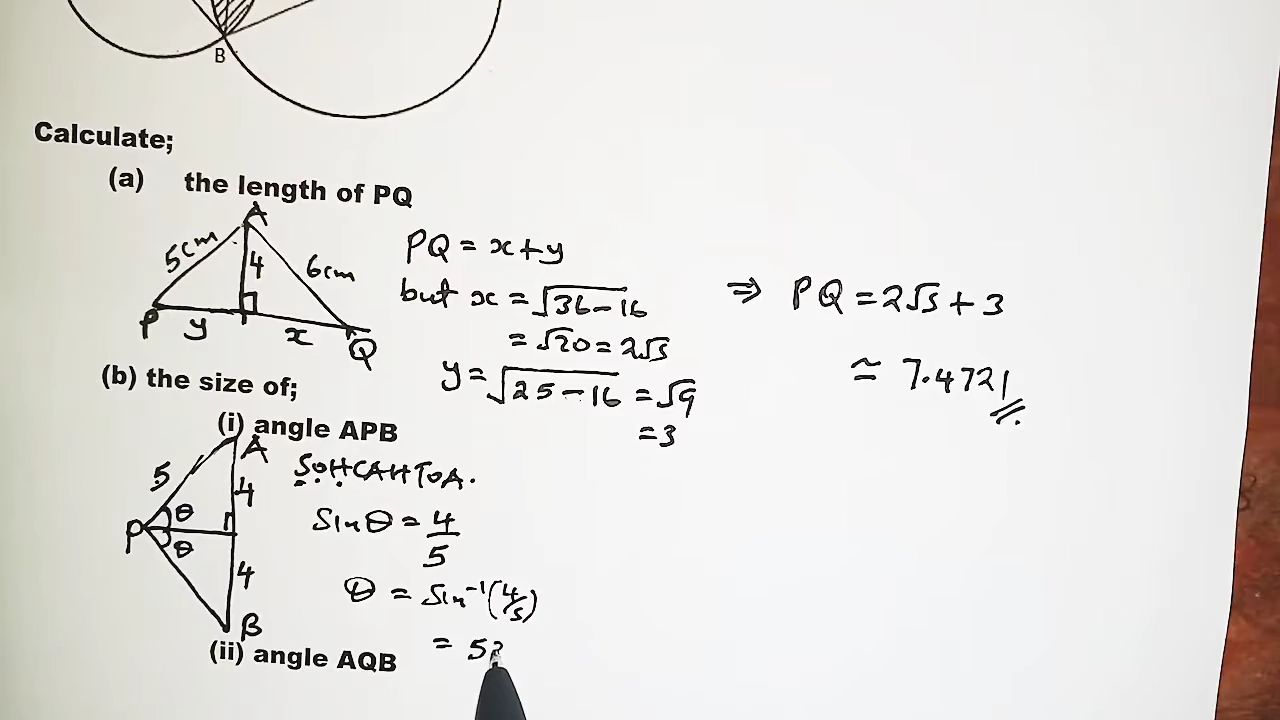 B
Calculate;
(a) the length of PQ
A
5cm
4
6cm
P
y
x
Q
PQ = x+y
but x = √36-16
= √20 = 2√5
y = √25-16 = √9
= 3
⇒ PQ = 2√5 + 3
≈ 7.4721
(b) the size of;
(i) angle APB
A
5
4
P
θ
θ
4
B
SOHCAHTOA.
Sinθ = 4/5
θ = Sin⁻¹(4/5)
= 53
(ii) angle AQB